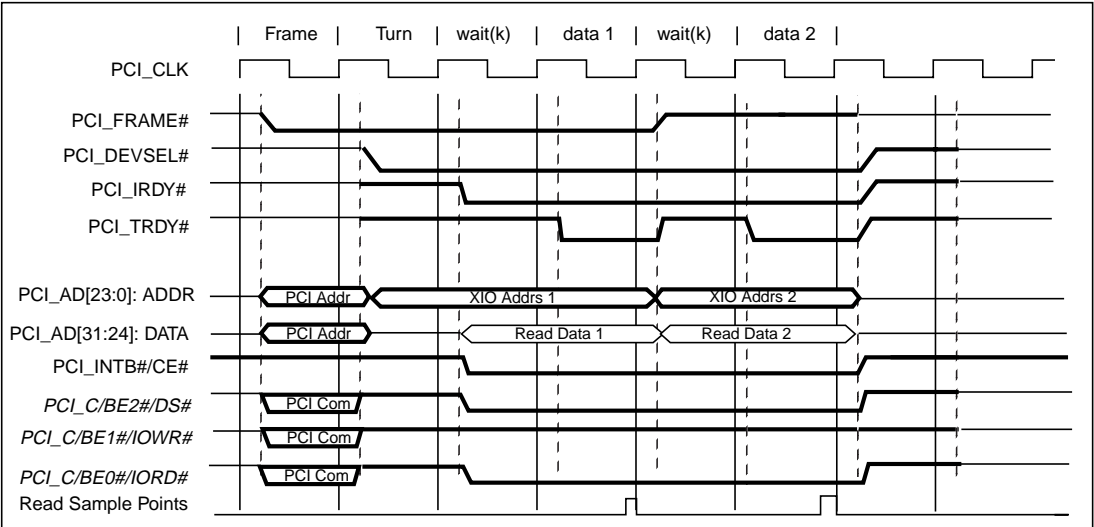 Frame Turn wait(k) data 1 wait(k) data 2
PCI_CLK
PCI_FRAME#
PCI_DEVSEL#
PCI_IRDY#
PCI_TRDY#
PCI_AD[23:0]: ADDR PCI Addr XIO Addrs 1 XIO Addrs 2
PCI_AD[31:24]: DATA PCI Addr Read Data 1 Read Data 2
PCI_INTB#/CE#
PCI_C/BE2#/DS# PCI Com
PCI_C/BE1#/IOWR# PCI Com
PCI_C/BE0#/IORD# PCI Com
Read Sample Points